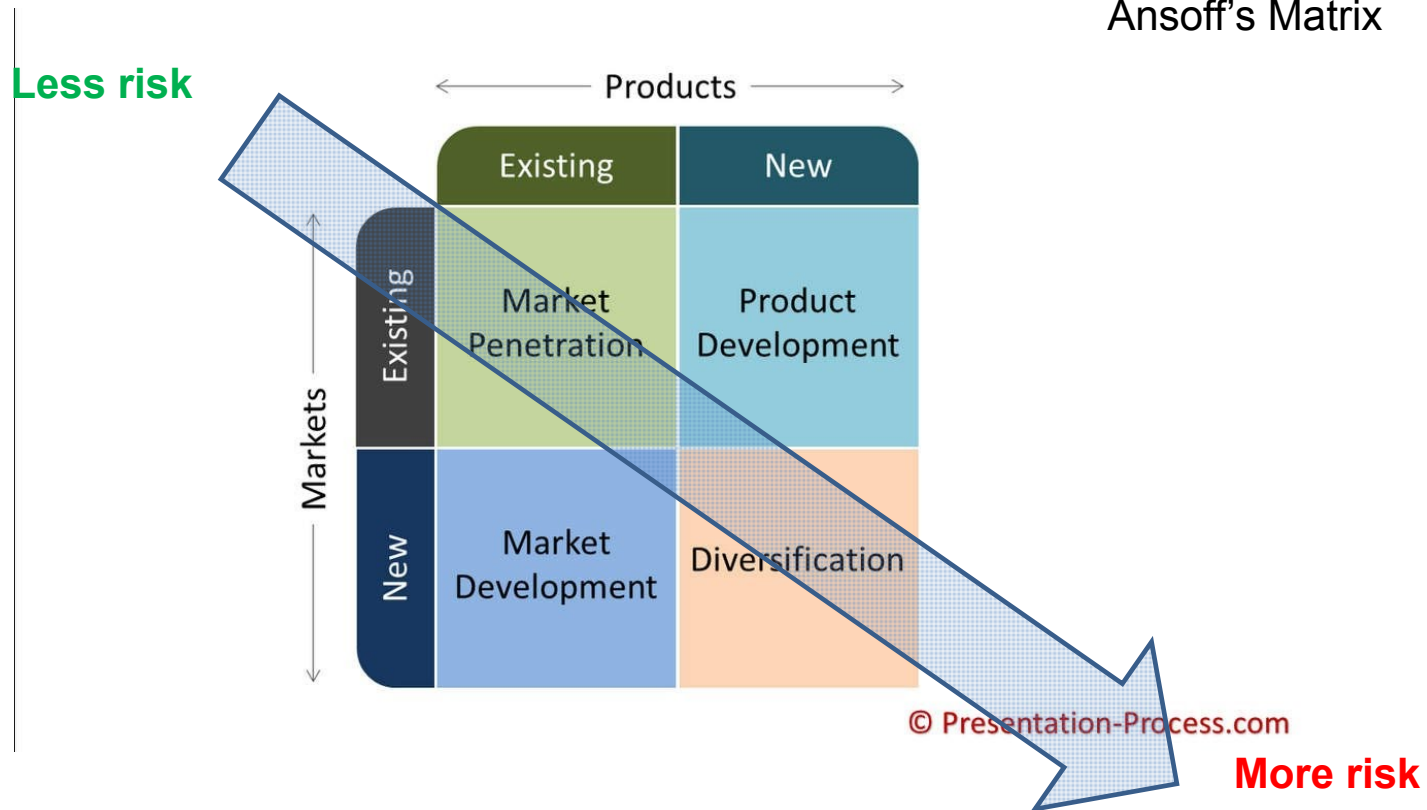 Ansoff’s Matrix
Less risk
Products
Existing
New
Markets
Existing
Market
Penetration
Product
Development
New
Market
Development
Diversification
© Presentation-Process.com
More risk